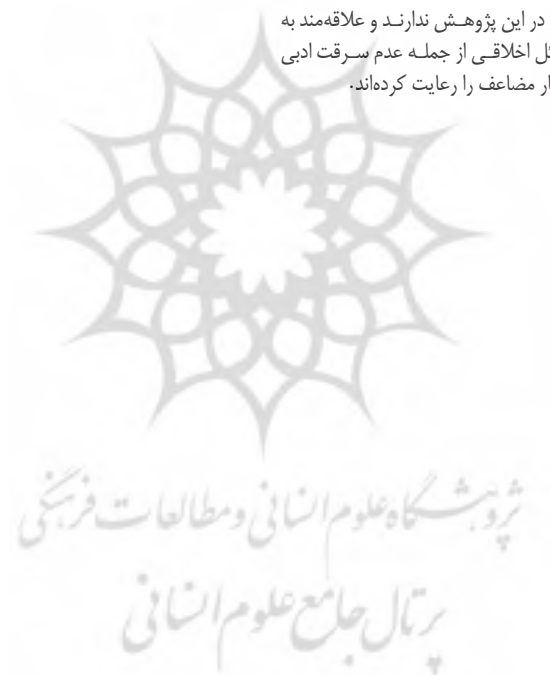 در این پژوهش ندارند و علاقه‌مند به
اخلاقی از جمله عدم سرقت ادبی
مضاعف را رعایت کرده‌اند.
پژوهشگاه علوم انسانی و مطالعات فرهنگی
پرتال جامع علوم انسانی